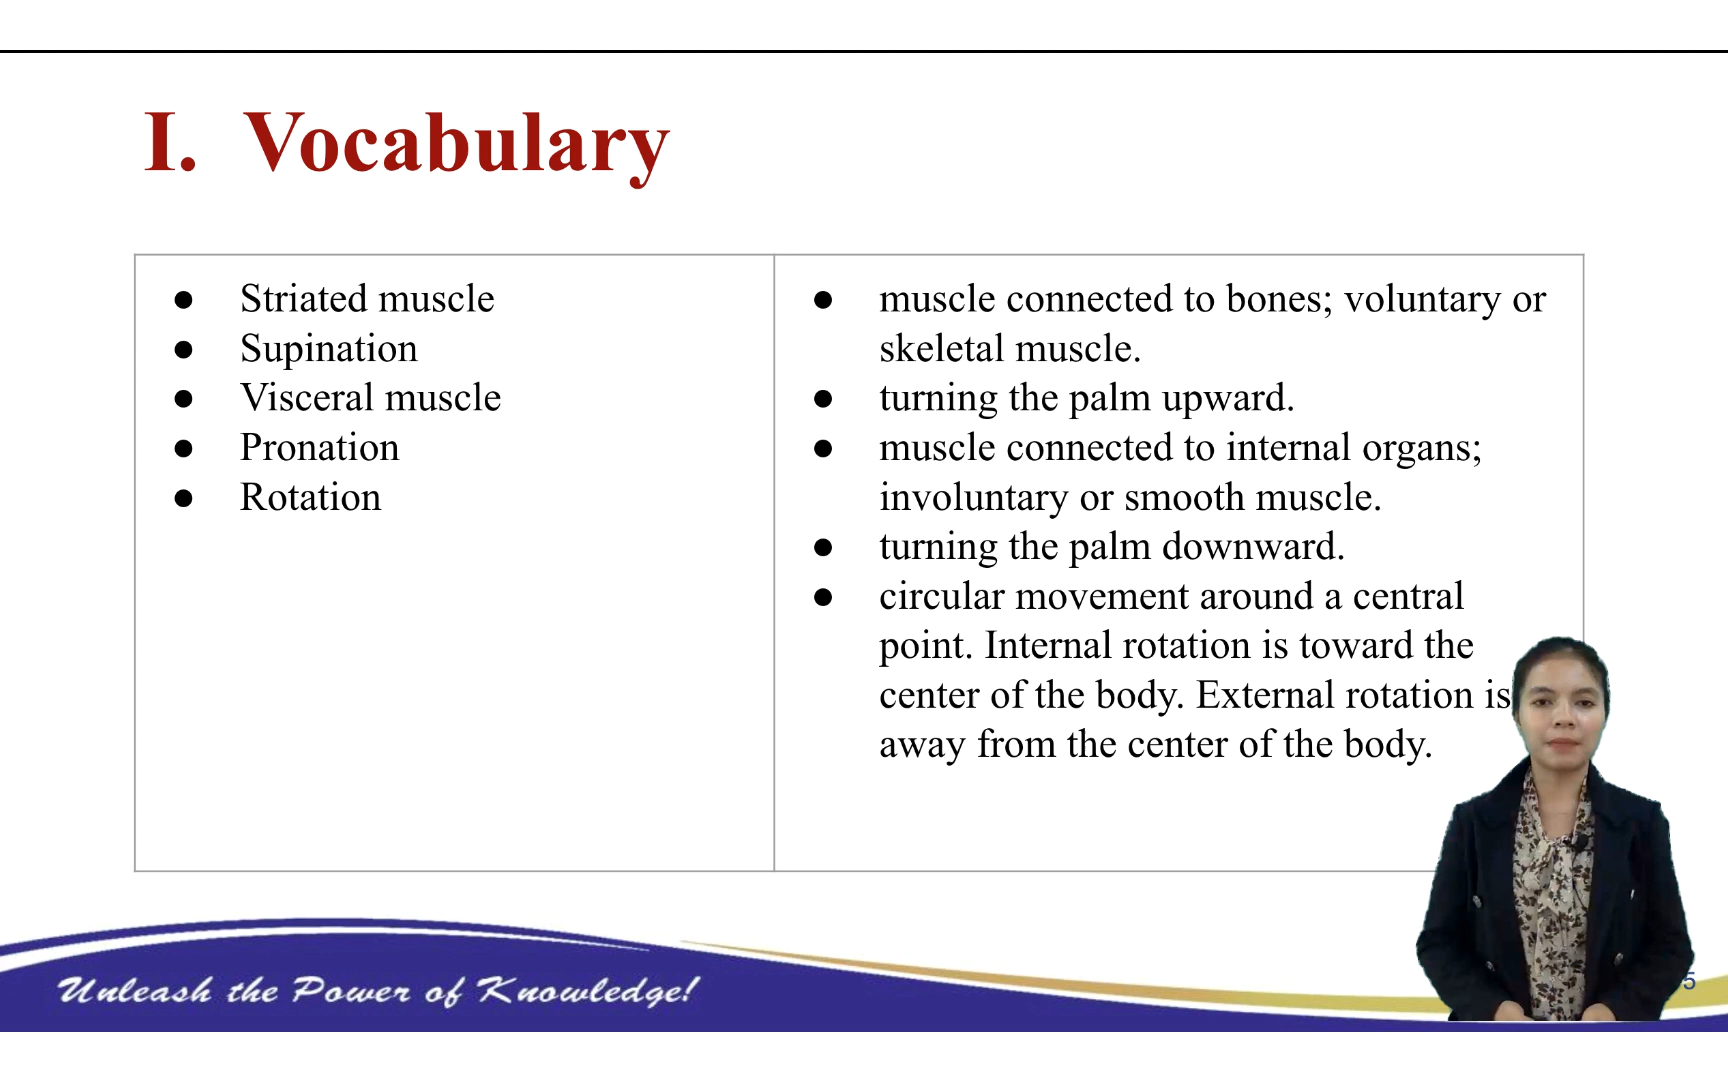 I. Vocabulary
● Striated muscle
● Supination
● Visceral muscle
● Pronation
● Rotation
● muscle connected to bones; voluntary or
skeletal muscle.
● turning the palm upward.
● muscle connected to internal organs;
involuntary or smooth muscle.
● turning the palm downward.
● circular movement around a central
point. Internal rotation is toward the
center of the body. External rotation is
away from the center of the body.
Unleash the Power of Knowledge!
5